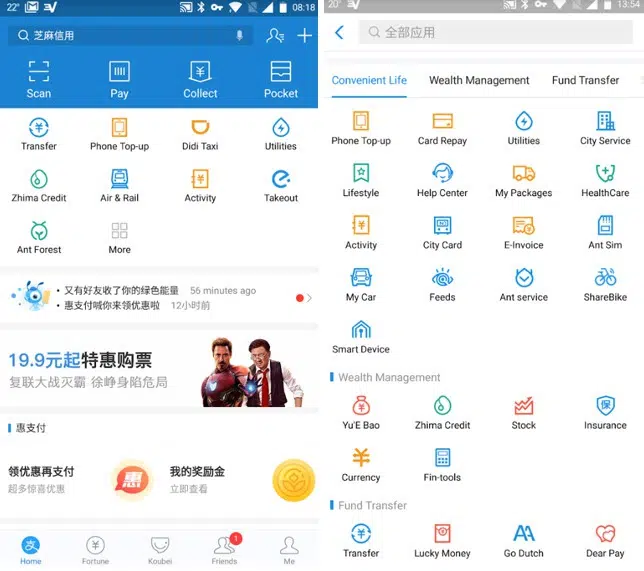 22° 08:18
芝麻信用
Scan Pay Collect Pocket
Transfer Phone Top-up Didi Taxi Utilities
Zhima Credit Air & Rail Activity Takeout
Ant Forest More
又有好友收了你的绿色能量 56 minutes ago
惠支付喊你来领优惠啦 12小时前
19.9元起特惠购票
复联大战灭霸 徐峥身陷危局
惠支付
领优惠再支付 惠 我的奖励金
超多惊喜优惠 立即查看
支 Home Fortune Koubei Friends 1 Me
20° 13:54
全部应用
Convenient Life Wealth Management Fund Transfer
Phone Top-up Card Repay Utilities City Service
Lifestyle Help Center My Packages HealthCare
Activity City Card E-Invoice Ant Sim
My Car Feeds Ant service ShareBike
Smart Device
Wealth Management
Yu'E Bao Zhima Credit Stock Insurance
Currency Fin-tools
Fund Transfer
Transfer Lucky Money Go Dutch Dear Pay